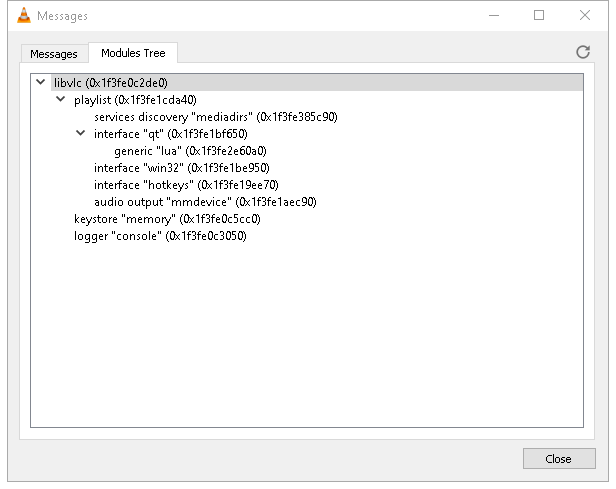 Messages
Messages
Modules Tree
libvlc (0x1f3fe0c2de0)
playlist (0x1f3fe1cda40)
services discovery "mediadirs" (0x1f3fe385c90)
interface "qt" (0x1f3fe1bf650)
generic "lua" (0x1f3fe2e60a0)
interface "win32" (0x1f3fe1be950)
interface "hotkeys" (0x1f3fe19ee70)
audio output "mmdevice" (0x1f3fe1aec90)
keystore "memory" (0x1f3fe0c5cc0)
logger "console" (0x1f3fe0c3050)
Close